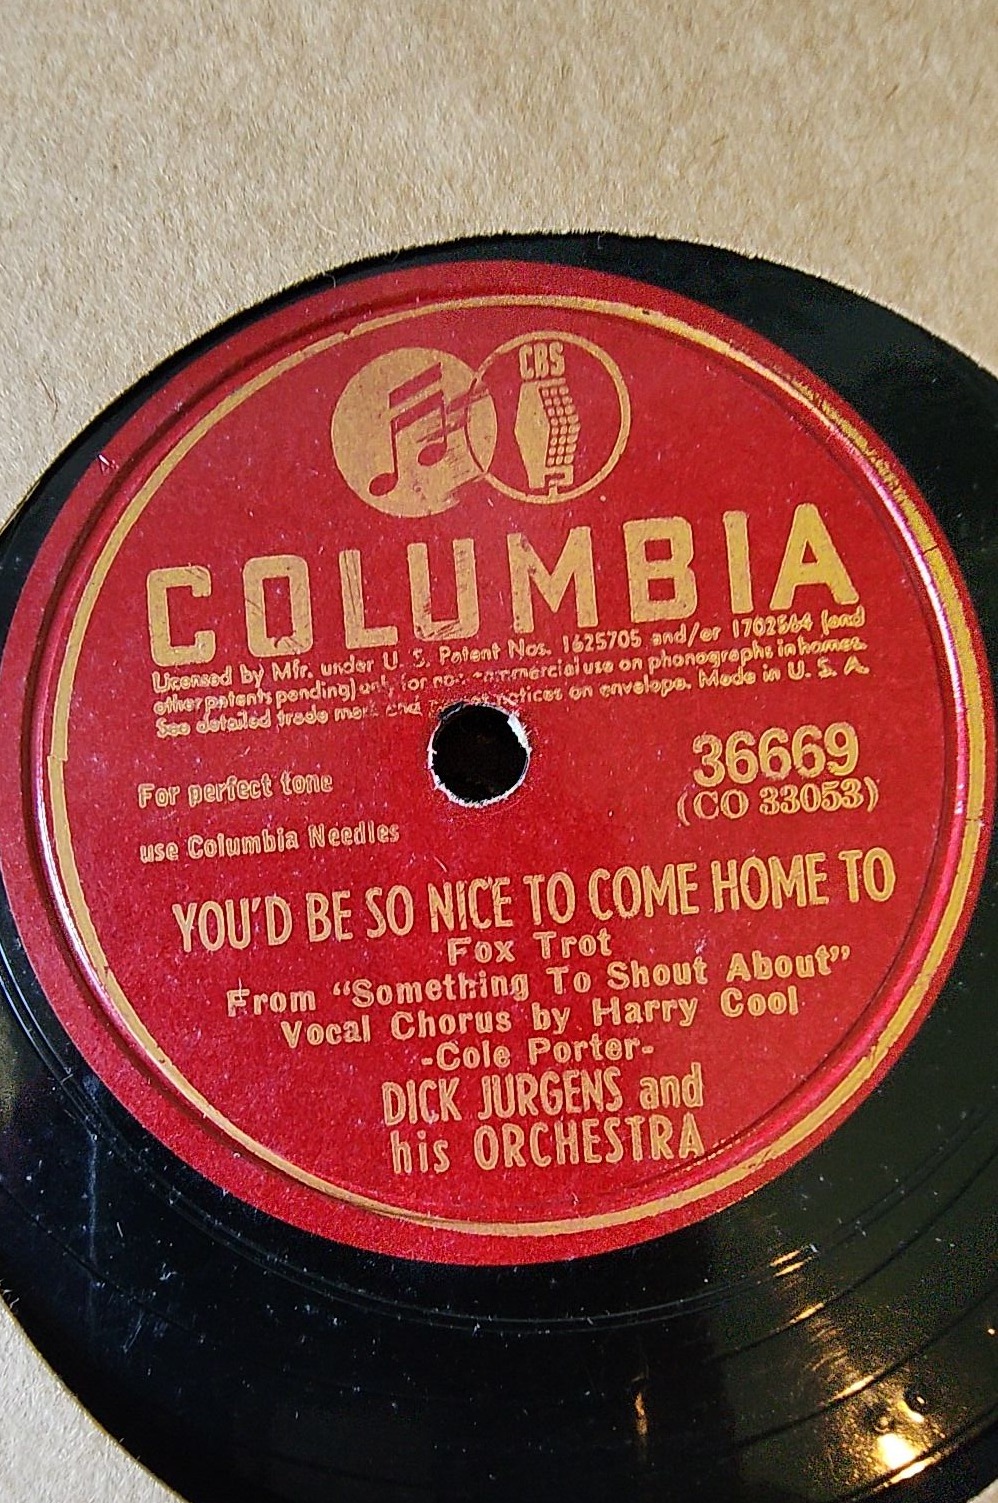 CBS
COLUMBIA
Licensed by Mfr. under U. S. Patent Nos. 1625705 and/or 1702564 (and
other patents pending) only for non-commercial use on phonographs in homes.
See detailed trade mark and patent notices on envelope. Made in U. S. A.
For perfect tone
use Columbia Needles
36669
(CO 33053)
YOU'D BE SO NICE TO COME HOME TO
Fox Trot
From “Something To Shout About”
Vocal Chorus by Harry Cool
-Cole Porter-
DICK JURGENS and
his ORCHESTRA